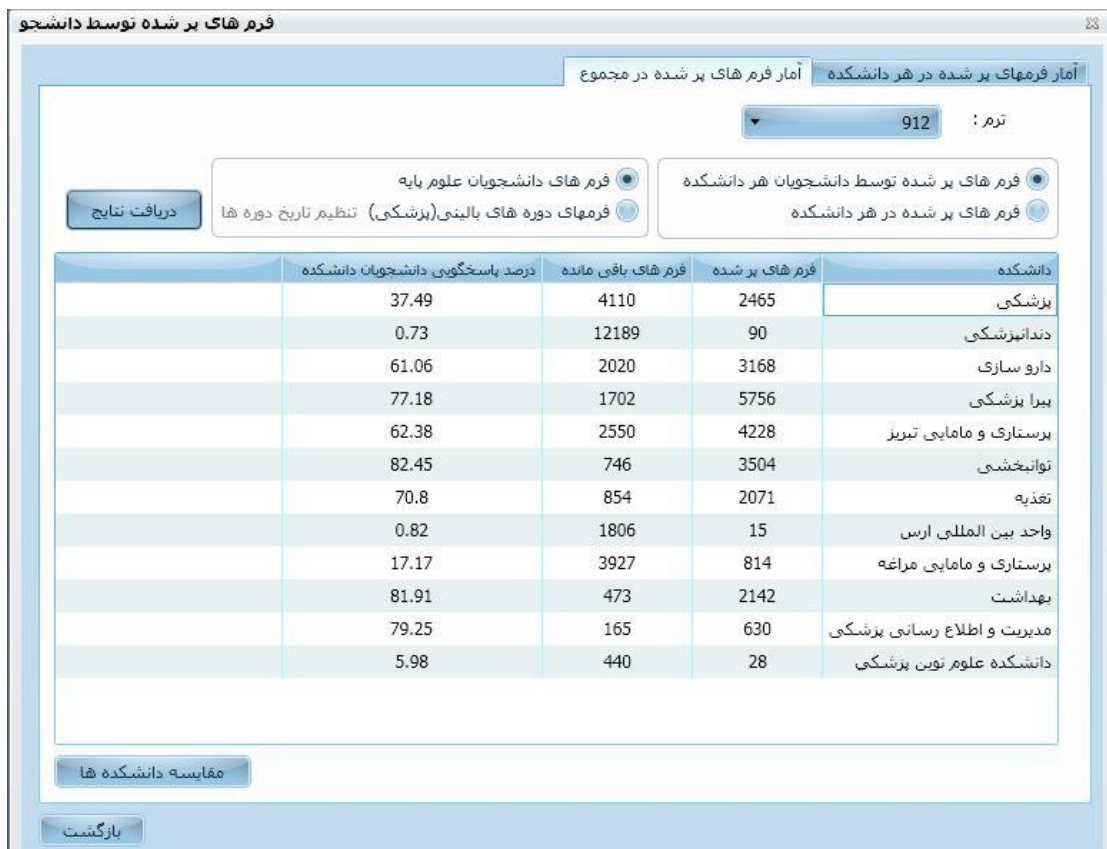 فرم های پر شده توسط دانشجو
آمار فرمهای پر شده در هر دانشکده آمار فرم های پر شده در مجموع
ترم : 912
فرم های پر شده توسط دانشجویان هر دانشکده
فرم های پر شده در هر دانشکده
فرم های دانشجویان علوم پایه
فرمهای دوره های بالینی(پزشکی) تنظیم تاریخ دوره ها
دریافت نتایج
دانشکده فرم های پر شده فرم های باقی مانده درصد پاسخگویی دانشجویان دانشکده
پزشکی 2465 4110 37.49
دندانپزشکی 90 12189 0.73
دارو سازی 3168 2020 61.06
پیرا پزشکی 5756 1702 77.18
پرستاری و مامایی تبریز 4228 2550 62.38
توانبخشی 3504 746 82.45
تغذیه 2071 854 70.8
واحد بین المللی ارس 15 1806 0.82
پرستاری و مامایی مراغه 814 3927 17.17
بهداشت 2142 473 81.91
مدیریت و اطلاع رسانی پزشکی 630 165 79.25
دانشکده علوم نوین پزشکی 28 440 5.98
مقایسه دانشکده ها
بازگشت